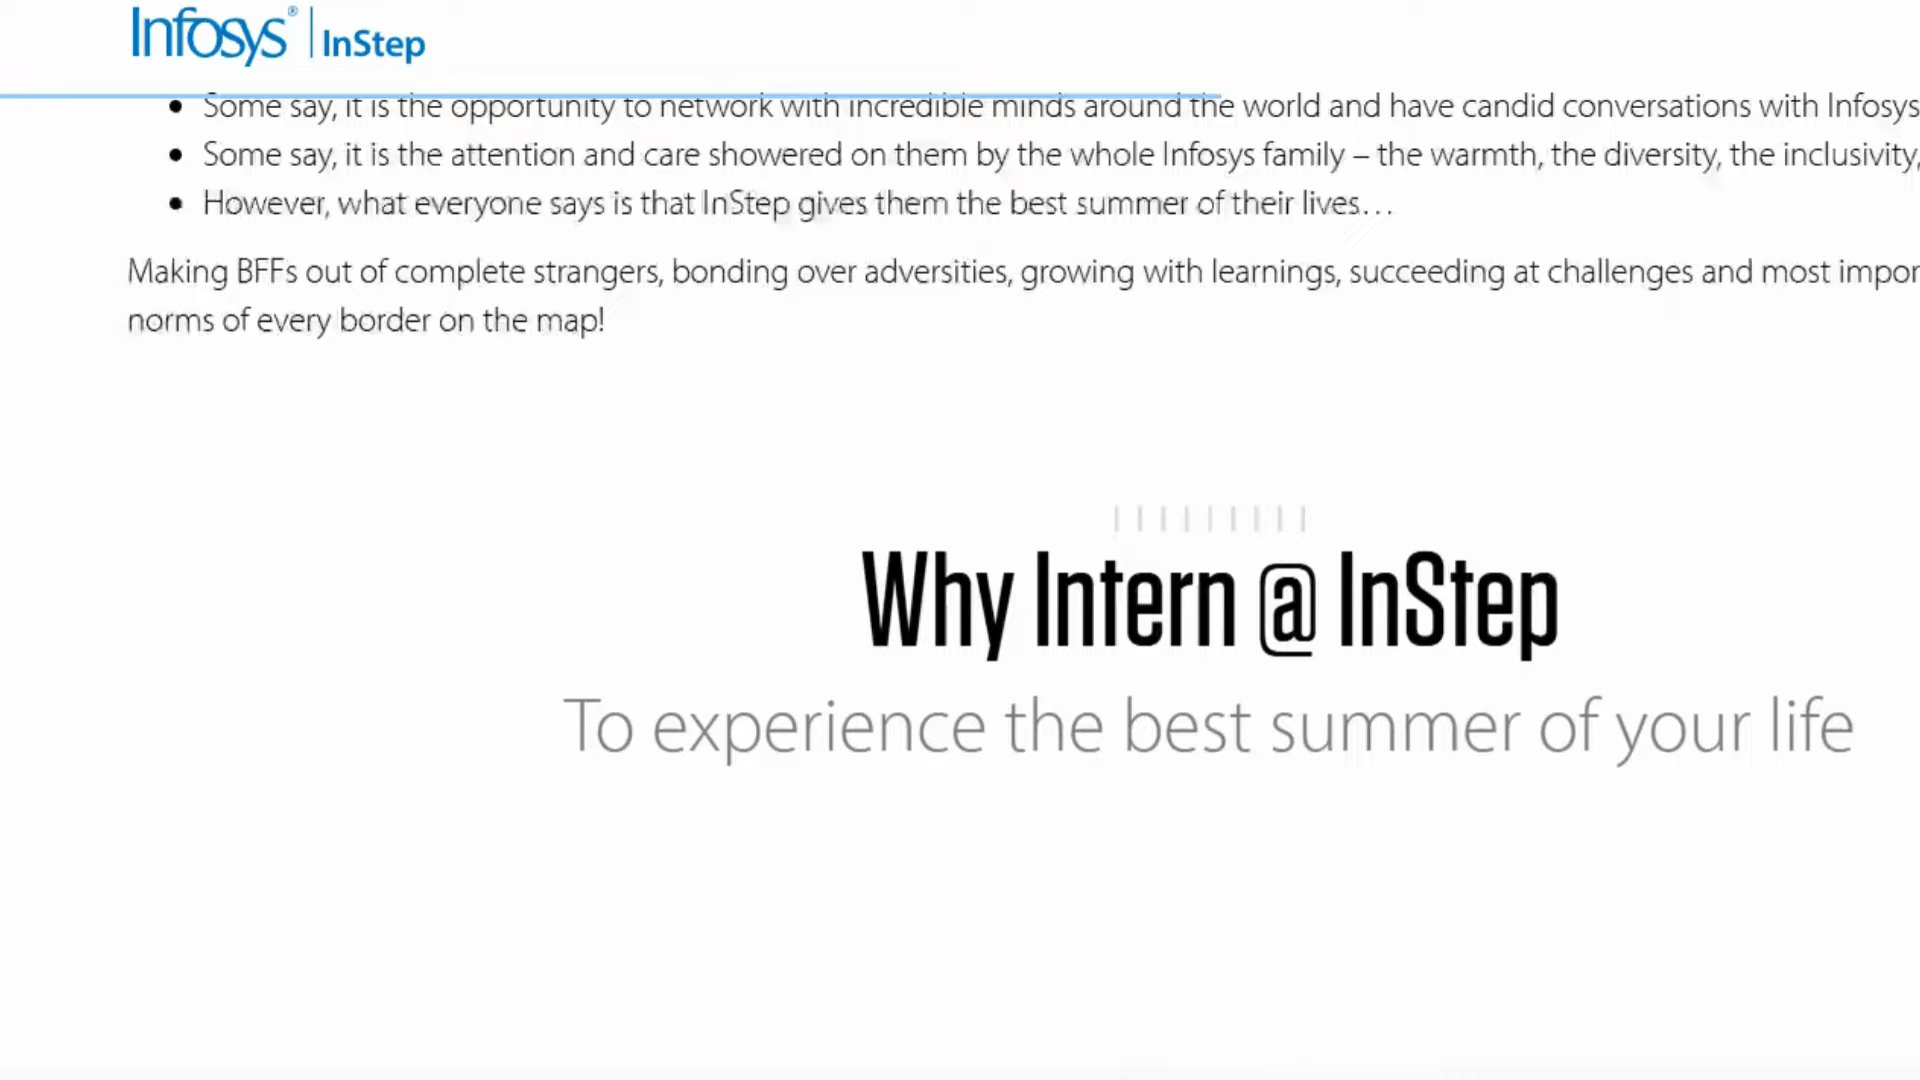 Infosys® | InStep
• Some say, it is the opportunity to network with incredible minds around the world and have candid conversations with Infosys
• Some say, it is the attention and care showered on them by the whole Infosys family – the warmth, the diversity, the inclusivity,
• However, what everyone says is that InStep gives them the best summer of their lives…
Making BFFs out of complete strangers, bonding over adversities, growing with learnings, succeeding at challenges and most impor
norms of every border on the map!
Why Intern @ InStep
To experience the best summer of your life